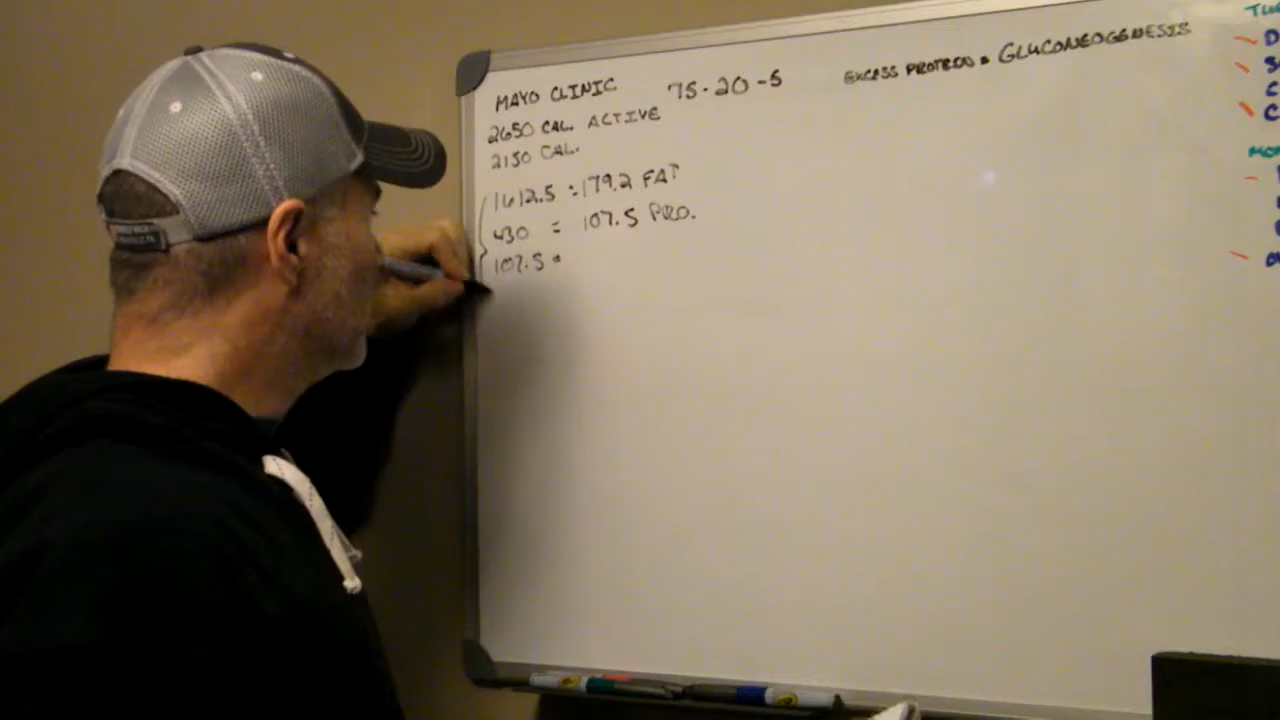 MAYO CLINIC 75-20-5
EXCESS PROTEIN = GLUCONEOGENESIS
2650 CAL. ACTIVE
2150 CAL.
1612.5 = 179.2 FAT
430 = 107.5 PRO.
107.5 =